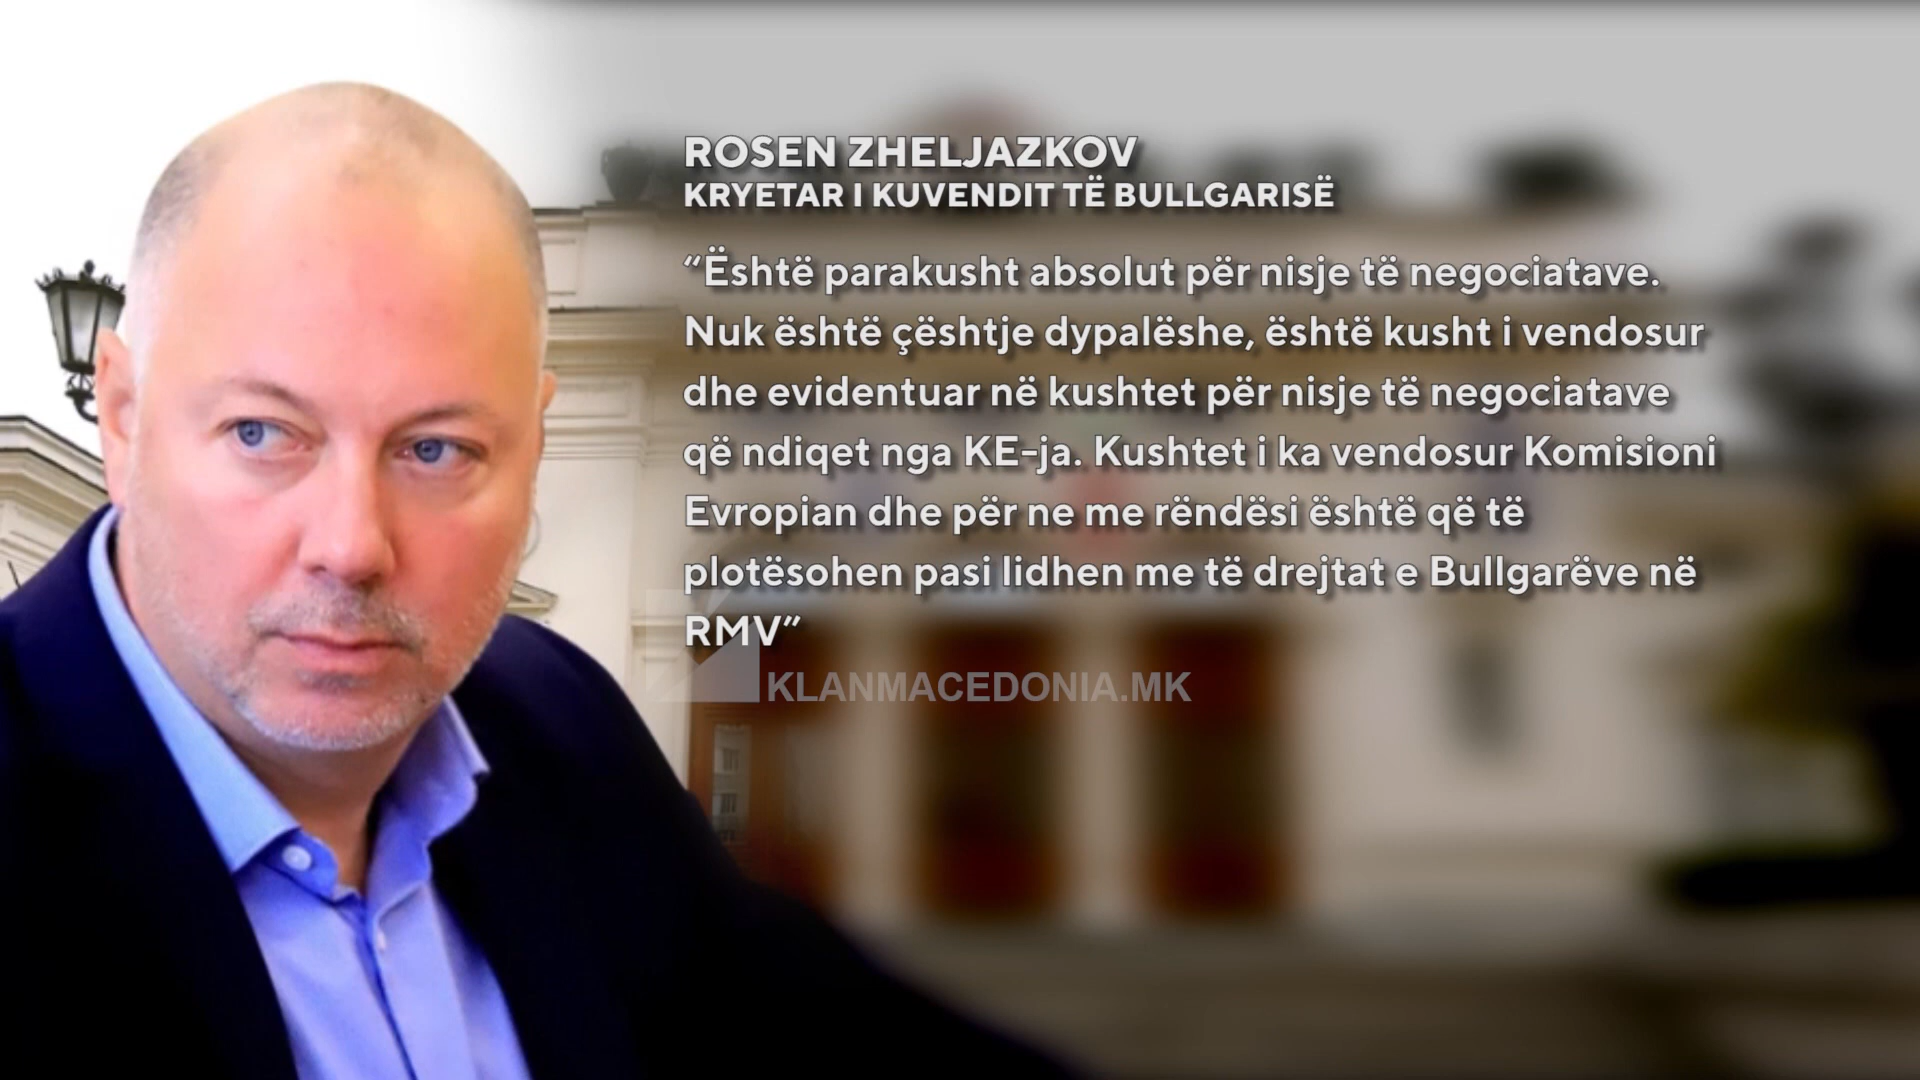 ROSEN ZHELJAZKOV
KRYETAR I KUVENDIT TË BULLGARISË
“Është parakusht absolut për nisje të negociatave.
Nuk është çështje dypalëshe, është kusht i vendosur
dhe evidentuar në kushtet për nisje të negociatave
që ndiqet nga KE-ja. Kushtet i ka vendosur Komisioni
Evropian dhe për ne me rëndësi është që të
plotësohen pasi lidhen me të drejtat e Bullgarëve në
RMV”
KLANMACEDONIA.MK